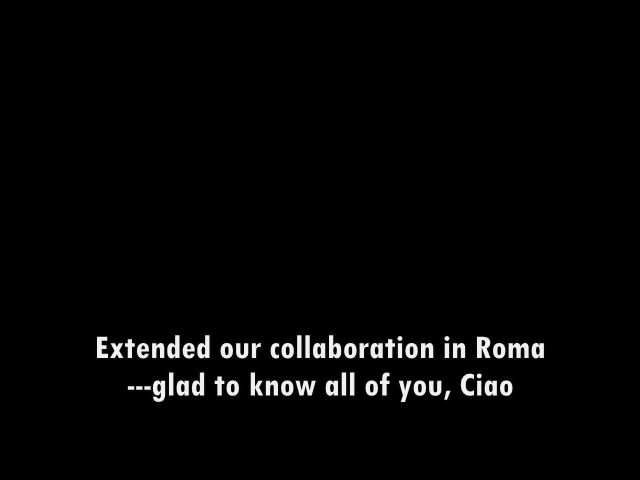 Extended our collaboration in Roma
---glad to know all of you, Ciao